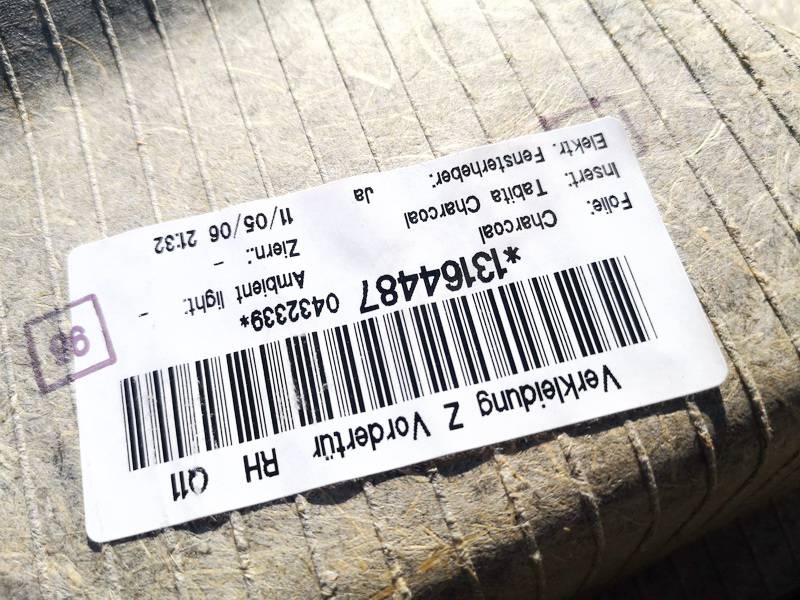 Verkleidung Z Vordertür RH Q11
*13164487 0432339*
Folie: Charcoal Ambient light: -
Insert: Tabita Charcoal Ziern.: -
Elektr. Fensterheber: Ja 11/05/06 21:32